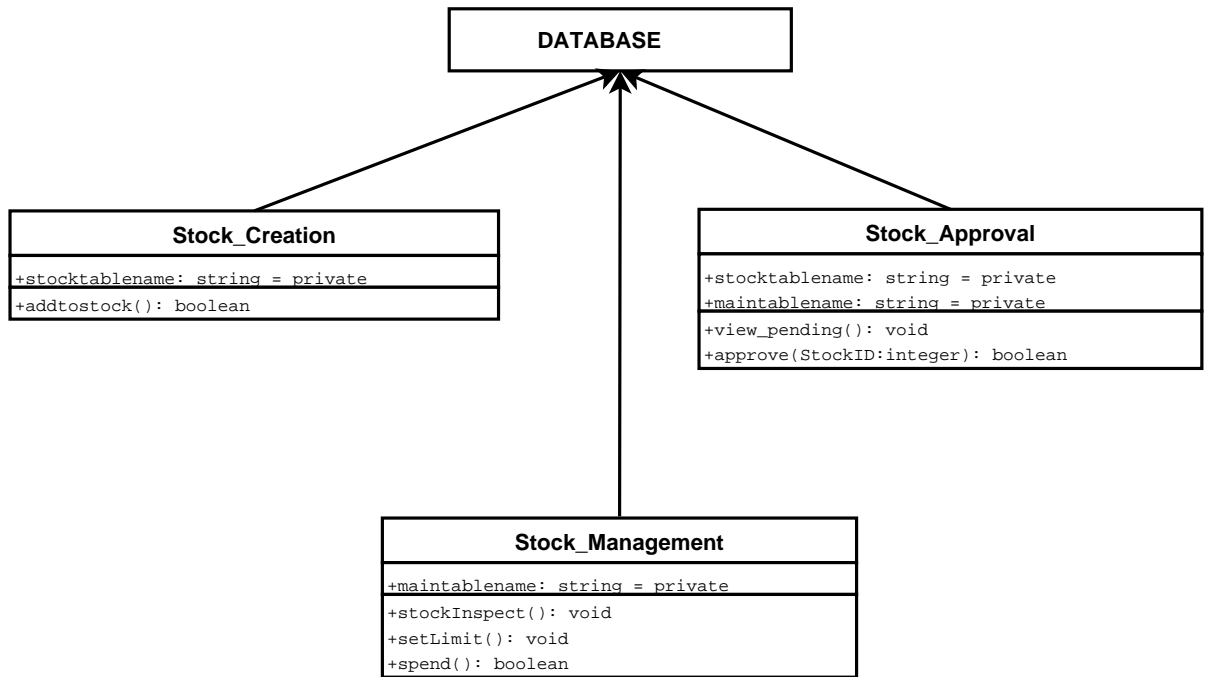 DATABASE
Stock_Creation
+stocktablename: string = private
+addtostock(): boolean
Stock_Approval
+stocktablename: string = private
+maintablename: string = private
+view_pending(): void
+approve(StockID:integer): boolean
Stock_Management
+maintablename: string = private
+stockInspect(): void
+setLimit(): void
+spend(): boolean